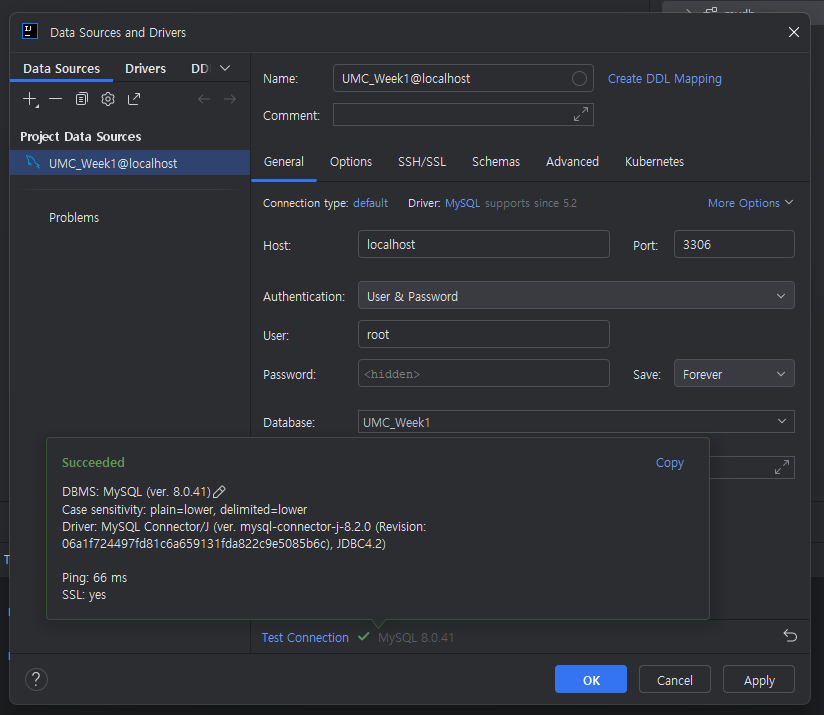 mydb
Data Sources and Drivers
Data Sources Drivers DDL
Name: UMC_Week1@localhost Create DDL Mapping
Comment:
Project Data Sources
UMC_Week1@localhost
Problems
General Options SSH/SSL Schemas Advanced Kubernetes
Connection type: default Driver: MySQL supports since 5.2 More Options
Host: localhost Port: 3306
Authentication: User & Password
User: root
Password: <hidden> Save: Forever
Database: UMC_Week1
Succeeded Copy
DBMS: MySQL (ver. 8.0.41)
Case sensitivity: plain=lower, delimited=lower
Driver: MySQL Connector/J (ver. mysql-connector-j-8.2.0 (Revision:
06a1f724497fd81c6a659131fda822c9e5085b6c), JDBC4.2)
Ping: 66 ms
SSL: yes
Test Connection MySQL 8.0.41
? OK Cancel Apply